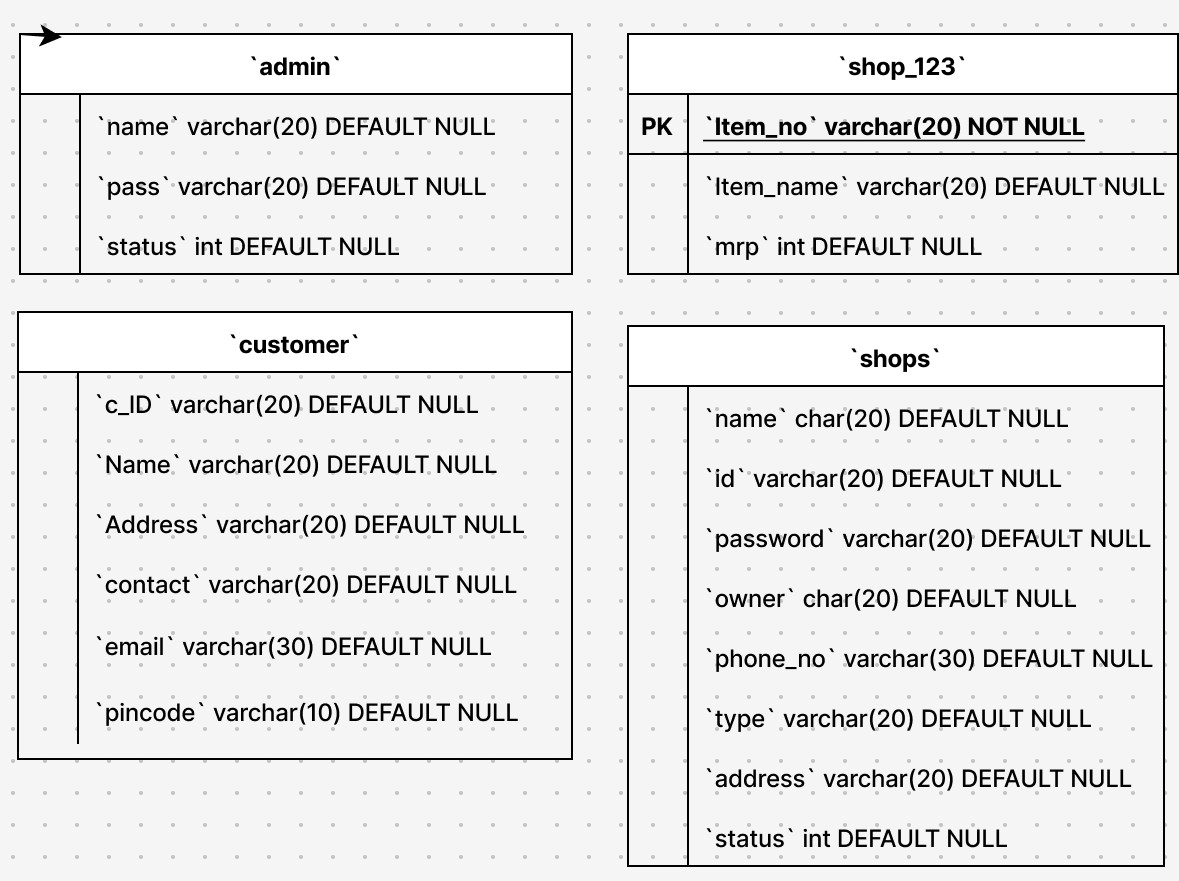 `admin`
`name` varchar(20) DEFAULT NULL
`pass` varchar(20) DEFAULT NULL
`status` int DEFAULT NULL
`shop_123`
PK `Item_no` varchar(20) NOT NULL
`Item_name` varchar(20) DEFAULT NULL
`mrp` int DEFAULT NULL
`customer`
`c_ID` varchar(20) DEFAULT NULL
`Name` varchar(20) DEFAULT NULL
`Address` varchar(20) DEFAULT NULL
`contact` varchar(20) DEFAULT NULL
`email` varchar(30) DEFAULT NULL
`pincode` varchar(10) DEFAULT NULL
`shops`
`name` char(20) DEFAULT NULL
`id` varchar(20) DEFAULT NULL
`password` varchar(20) DEFAULT NULL
`owner` char(20) DEFAULT NULL
`phone_no` varchar(30) DEFAULT NULL
`type` varchar(20) DEFAULT NULL
`address` varchar(20) DEFAULT NULL
`status` int DEFAULT NULL